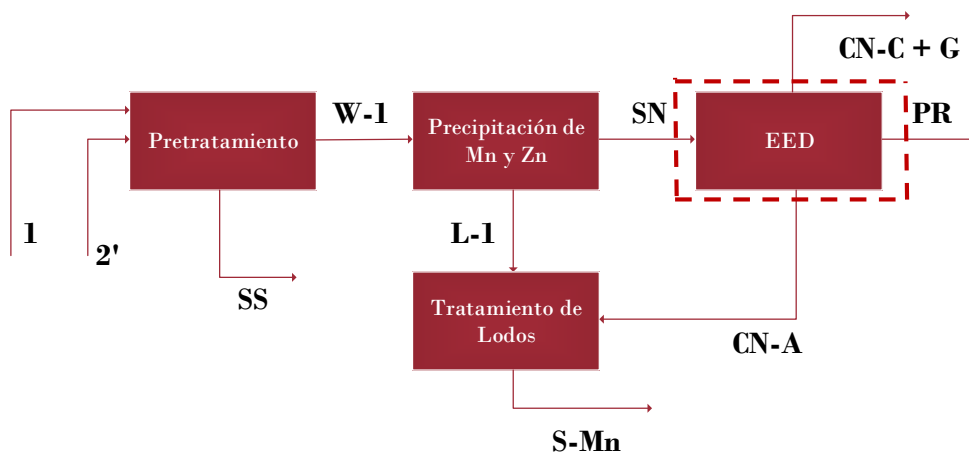 CN-C + G
W-1
SN
PR
Pretratamiento
Precipitación de
Mn y Zn
EED
1
2'
L-1
SS
Tratamiento de
Lodos
CN-A
S-Mn